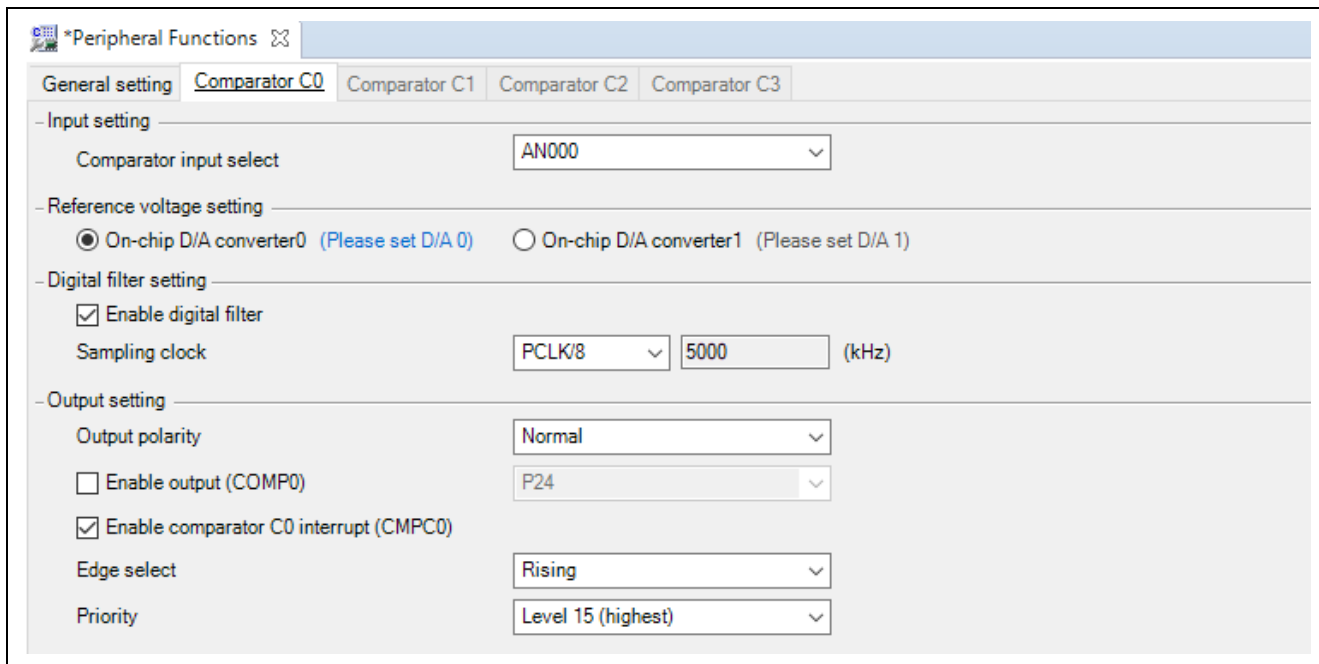 *Peripheral Functions
General setting Comparator C0 Comparator C1 Comparator C2 Comparator C3
Input setting
Comparator input select AN000
Reference voltage setting
On-chip D/A converter0 (Please set D/A 0) On-chip D/A converter1 (Please set D/A 1)
Digital filter setting
Enable digital filter
Sampling clock PCLK/8 5000 (kHz)
Output setting
Output polarity Normal
Enable output (COMP0) P24
Enable comparator C0 interrupt (CMPC0)
Edge select Rising
Priority Level 15 (highest)